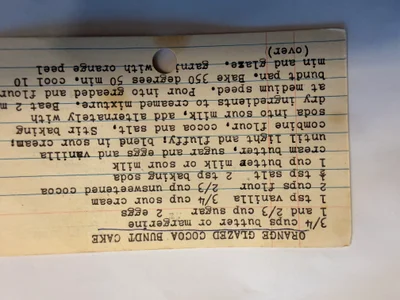 ORANGE GLAZED COCOA BUNDT CAKE
3/4 cups butter or margerine
1 and 2/3 cup sugar 2 eggs
1 tsp vanilla 3/4 cup sour cream
2 cups flour 2/3 cup unsweetened cocoa
tsp salt 2 tsp baking soda
1 cup butter milk or sour milk
cream butter, sugar and eggs and vanilla
until light and fluffy; blend in sour cream;
combine flour, cocoa and salt, Stir baking
soda into sour milk, add alternately with
dry ingredients to creamed mixture. Beat 2 m
at medium speed. Pour into greded and flour
bundt pan. Bake 350 degrees 50 min. cool 10
min and glaze. garni with orange peel
(over)